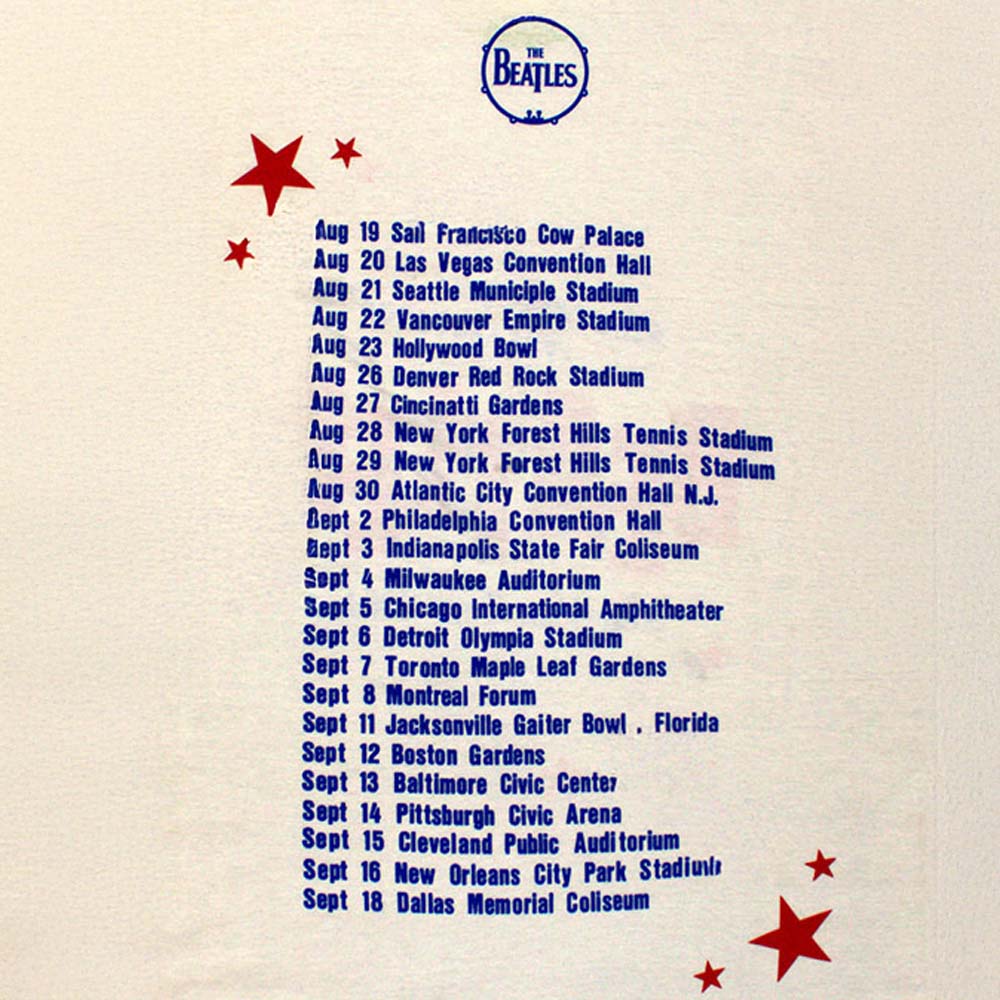 THE
BEATLES
Aug 19 San Francisco Cow Palace
Aug 20 Las Vegas Convention Hall
Aug 21 Seattle Municiple Stadium
Aug 22 Vancouver Empire Stadium
Aug 23 Hollywood Bowl
Aug 26 Denver Red Rock Stadium
Aug 27 Cincinatti Gardens
Aug 28 New York Forest Hills Tennis Stadium
Aug 29 New York Forest Hills Tennis Stadium
Aug 30 Atlantic City Convention Hall N.J.
Sept 2 Philadelphia Convention Hall
Sept 3 Indianapolis State Fair Coliseum
Sept 4 Milwaukee Auditorium
Sept 5 Chicago International Amphitheater
Sept 6 Detroit Olympia Stadium
Sept 7 Toronto Maple Leaf Gardens
Sept 8 Montreal Forum
Sept 11 Jacksonville Gaiter Bowl . Florida
Sept 12 Boston Gardens
Sept 13 Baltimore Civic Center
Sept 14 Pittsburgh Civic Arena
Sept 15 Cleveland Public Auditorium
Sept 16 New Orleans City Park Stadium
Sept 18 Dallas Memorial Coliseum